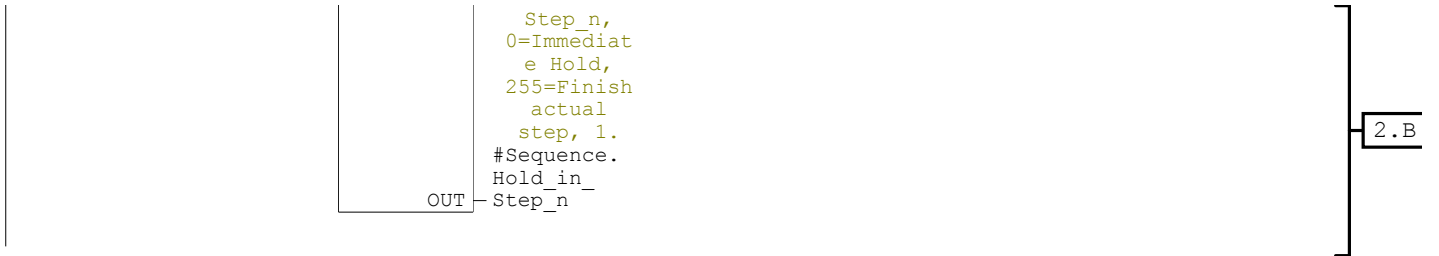 Step_n,
0=Immediat
e Hold,
255=Finish
actual
step, 1.
#Sequence.
Hold_in_
OUT Step_n
2.B